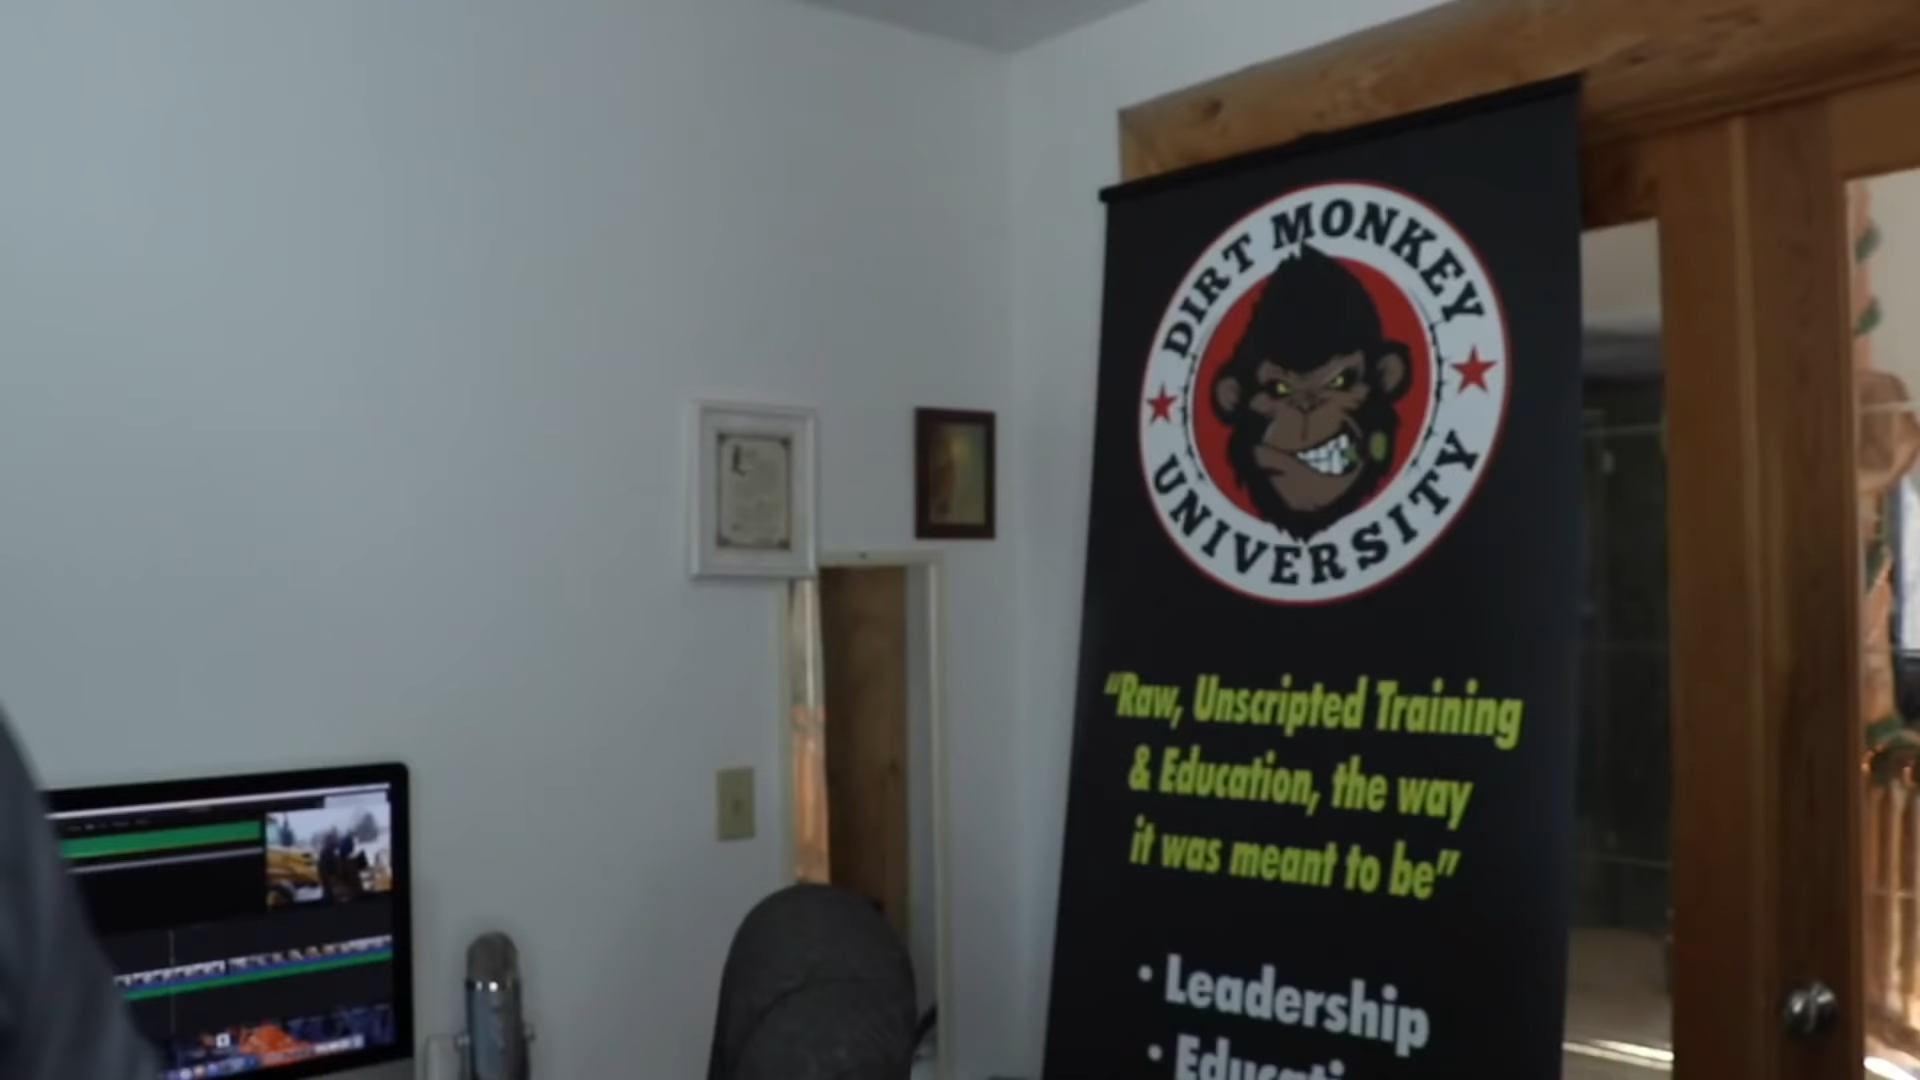 DIRT MONKEY
UNIVERSITY
“Raw, Unscripted Training
& Education, the way
it was meant to be”
• Leadership